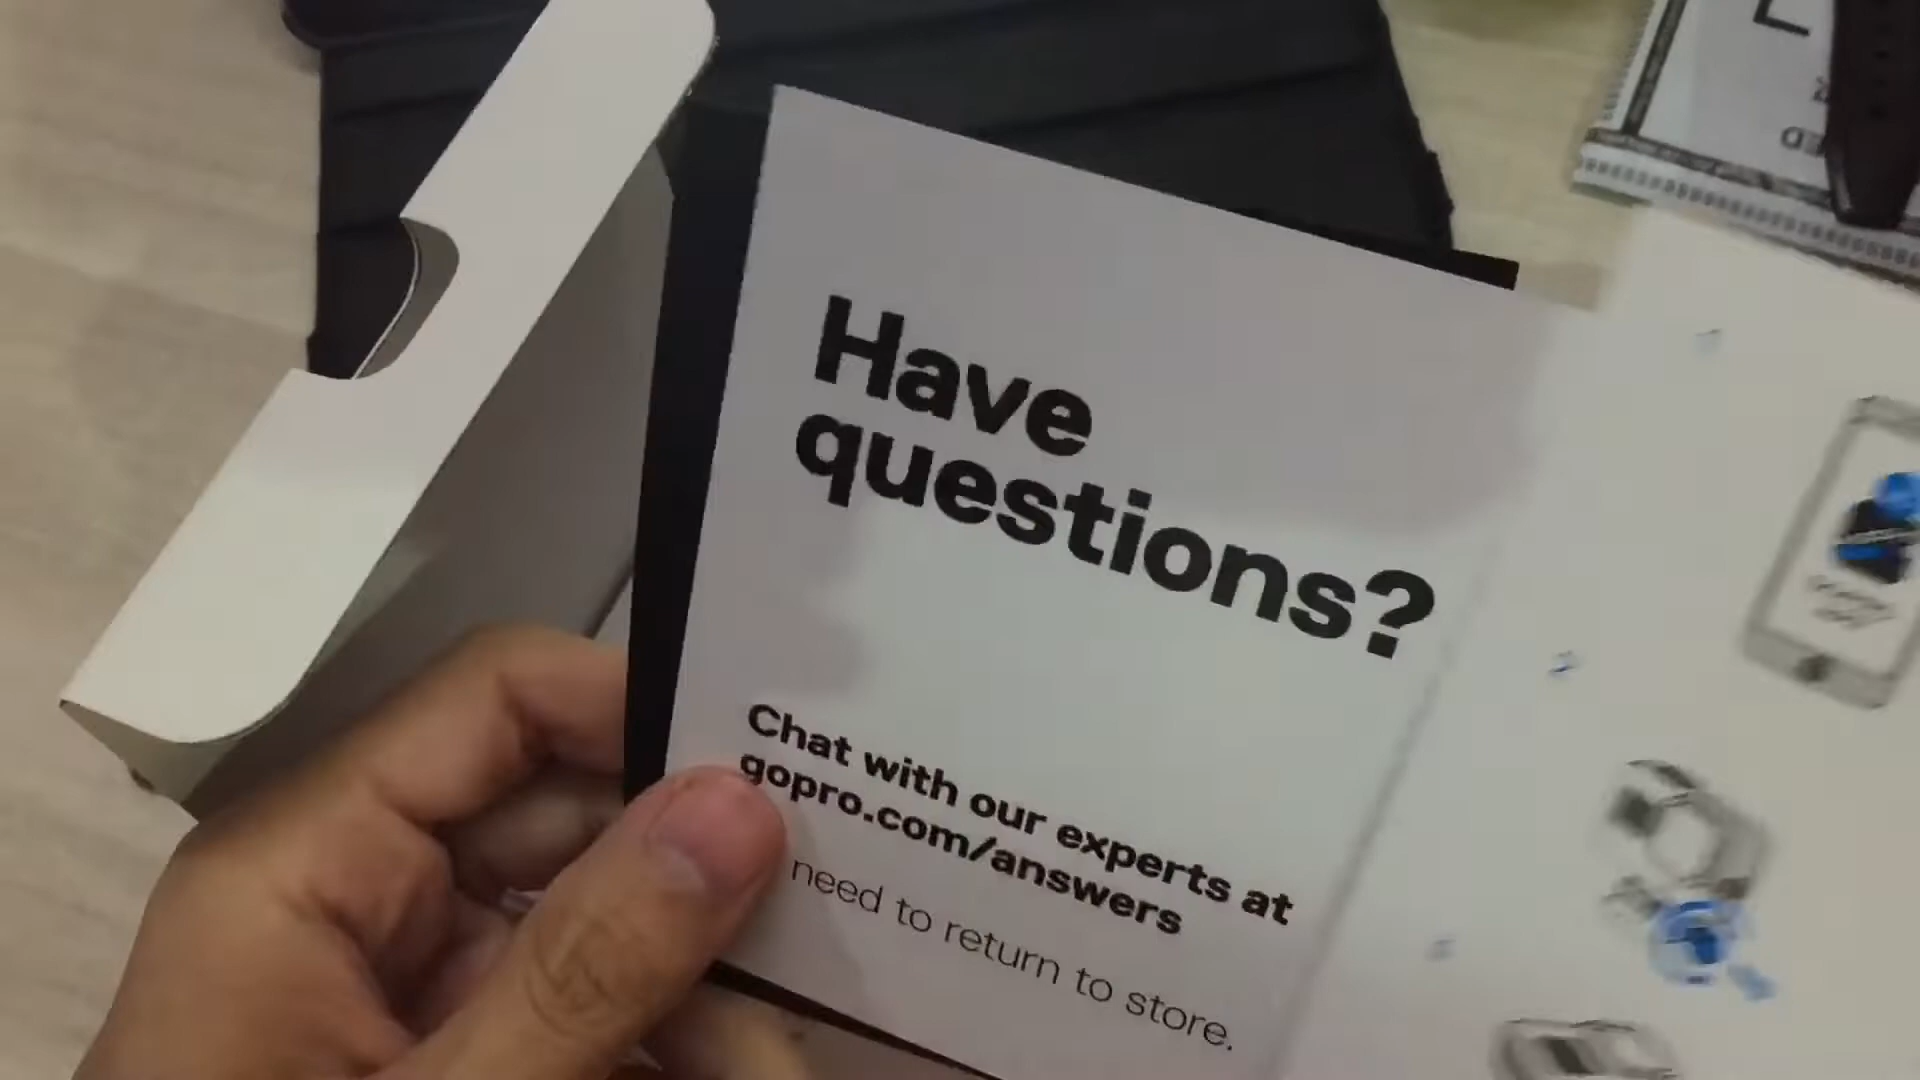 Have
questions?
Chat with our experts at
gopro.com/answers
need to return to store.